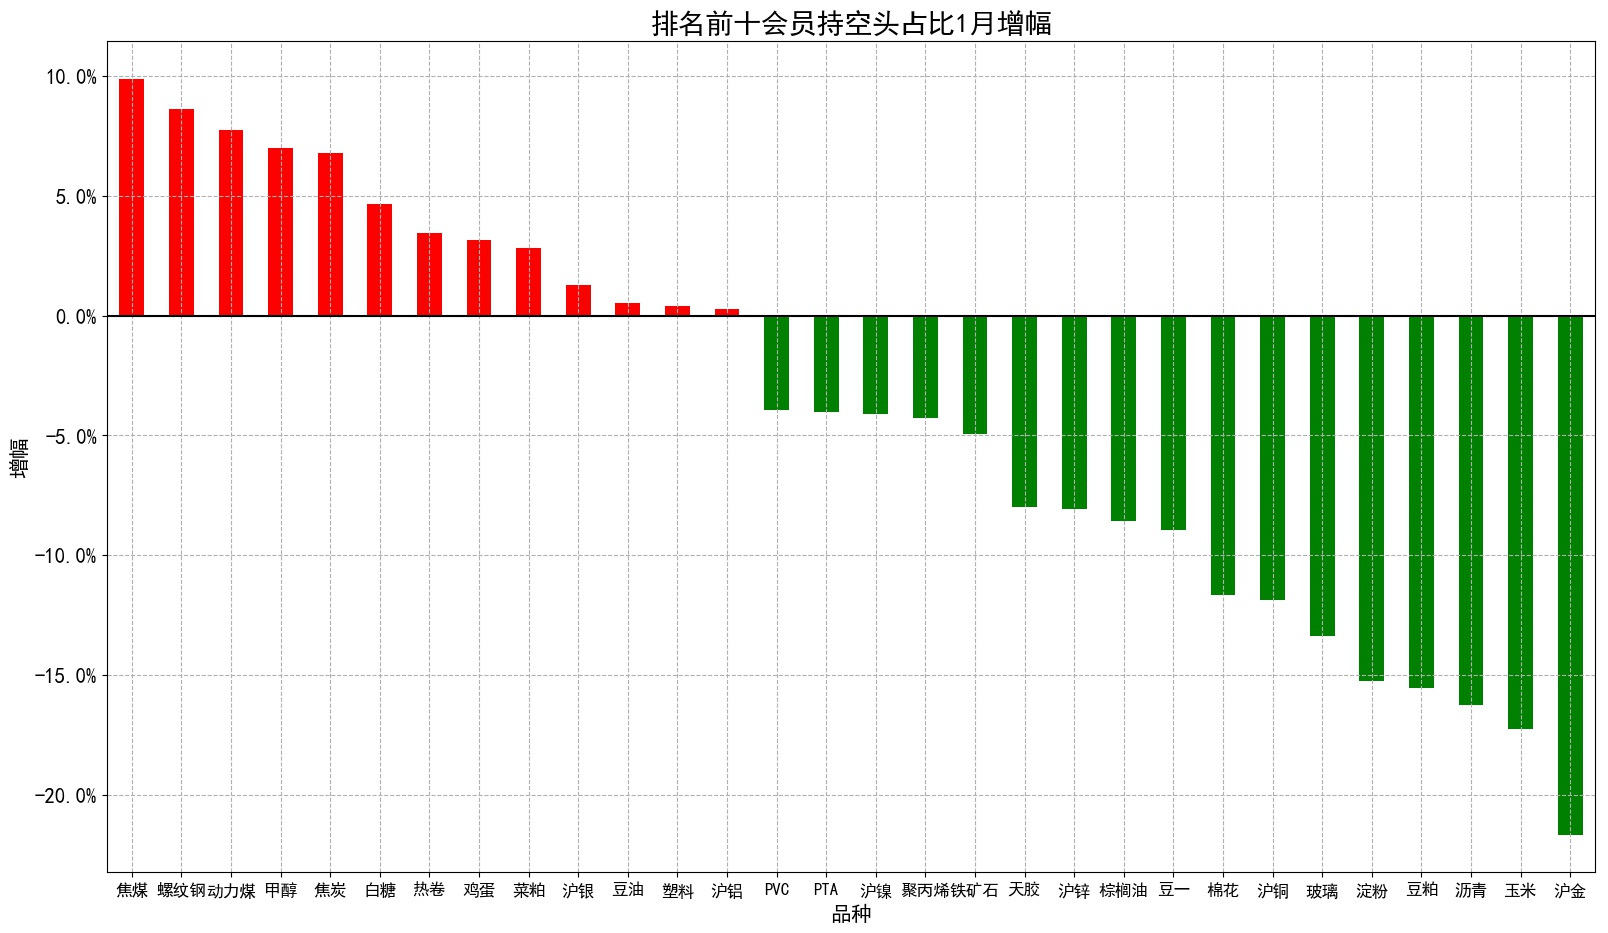 排名前十会员持空头占比1月增幅
10.0%
5.0%
0.0%
−5.0%
−10.0%
−15.0%
−20.0%
增幅
焦煤 螺纹钢 动力煤 甲醇 焦炭 白糖 热卷 鸡蛋 菜粕 沪银 豆油 塑料 沪铝 PVC PTA 沪镍 聚丙烯 铁矿石 天胶 沪锌 棕榈油 豆一 棉花 沪铜 玻璃 淀粉 豆粕 沥青 玉米 沪金
品种